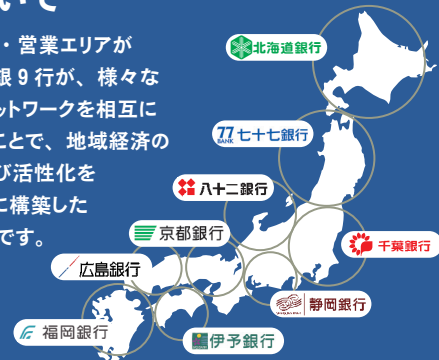 いて
・営業エリアが
銀9行が、様々な
ットワークを相互に
ことで、地域経済の
び活性化を
に構築した
です。
北海道銀行
77 BANK 七十七銀行
八十二銀行
京都銀行
千葉銀行
広島銀行
静岡銀行
福岡銀行
伊予銀行